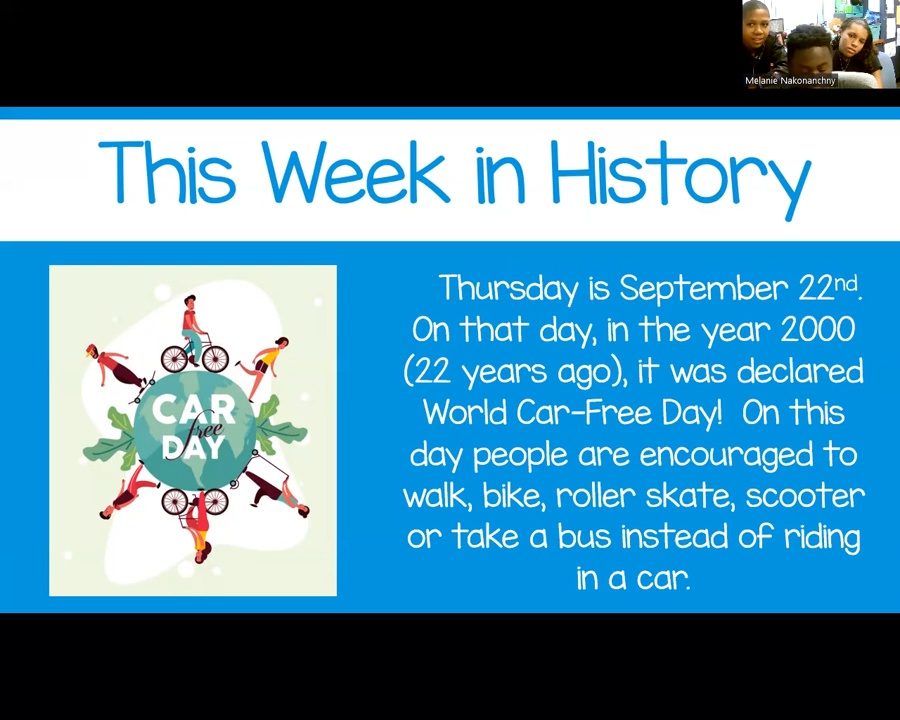 Melanie Nakonanchny
This Week in History
Thursday is September 22nd.
On that day, in the year 2000
(22 years ago), it was declared
World Car-Free Day! On this
day people are encouraged to
walk, bike, roller skate, scooter
or take a bus instead of riding
in a car.
CAR
free
DAY